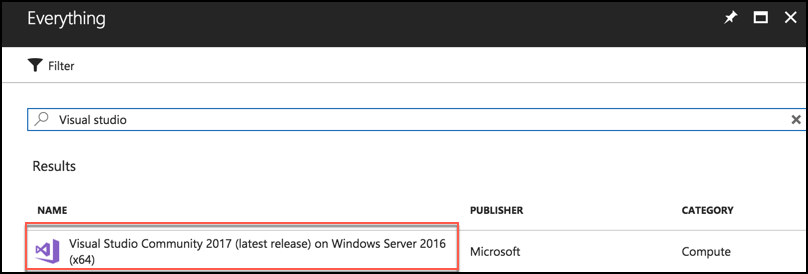 Everything
Filter
Visual studio
Results
NAME PUBLISHER CATEGORY
Visual Studio Community 2017 (latest release) on Windows Server 2016 Microsoft Compute
(x64)